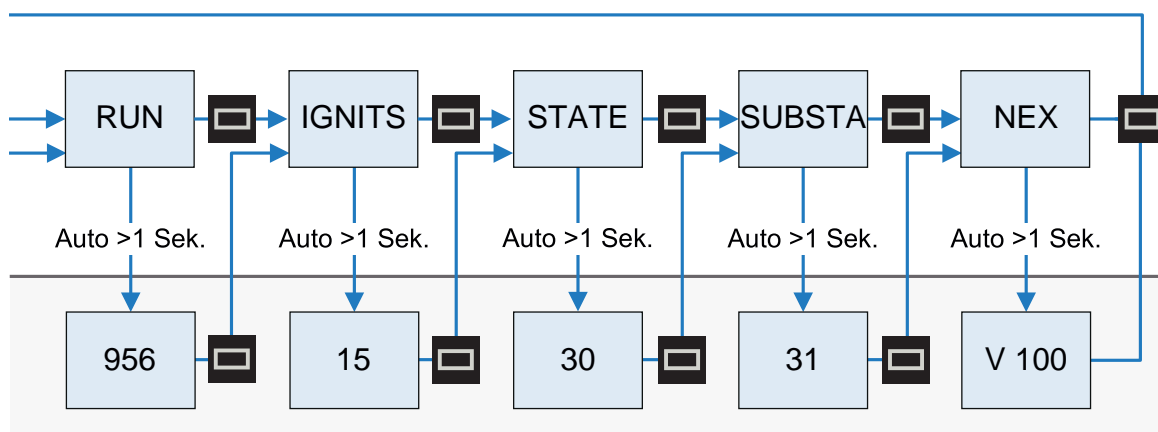 RUN
IGNITS
STATE
SUBSTA
NEX
Auto >1 Sek.
Auto >1 Sek.
Auto >1 Sek.
Auto >1 Sek.
Auto >1 Sek.
956
15
30
31
V 100